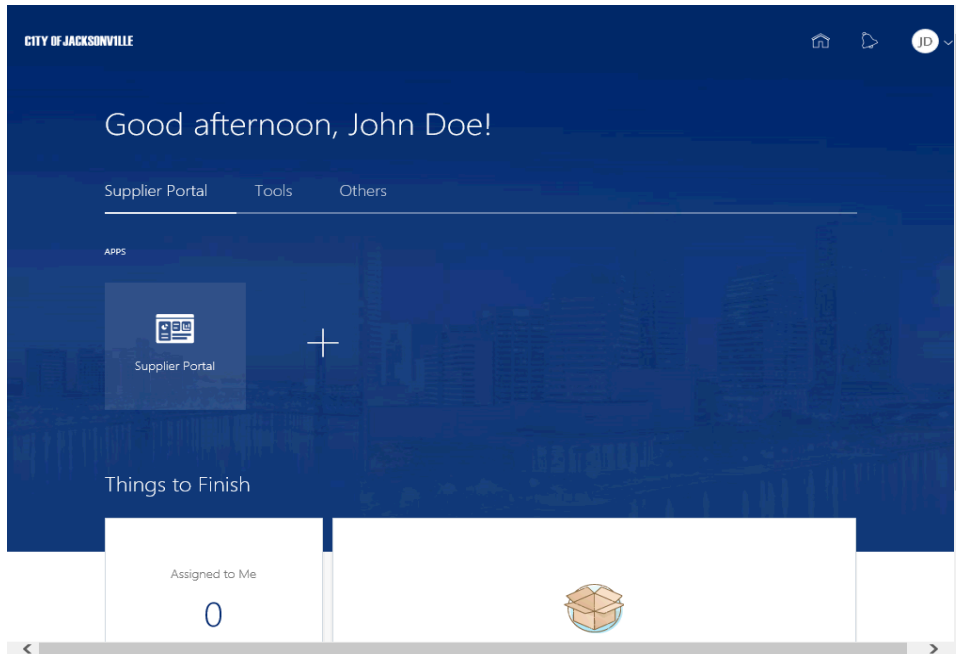 CITY OF JACKSONVILLE
JD
Good afternoon, John Doe!
Supplier Portal Tools Others
APPS
Supplier Portal
Things to Finish
Assigned to Me
0